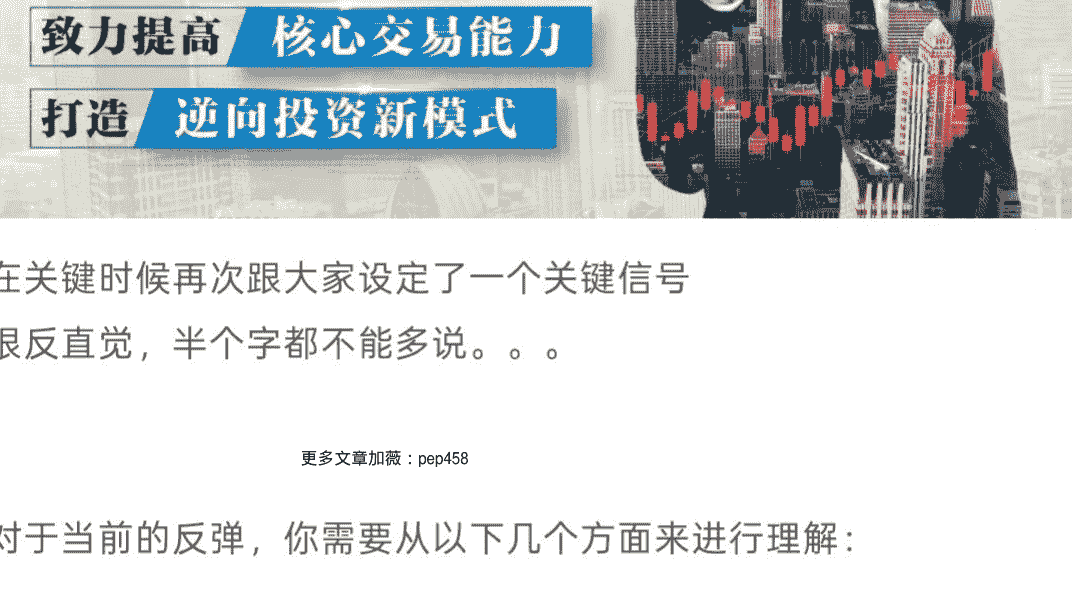 致力提高 核心交易能力
打造 逆向投资新模式
在关键时候再次跟大家设定了一个关键信号
很反直觉，半个字都不能多说。。。
更多文章加薇：pep458
对于当前的反弹，你需要从以下几个方面来进行理解：